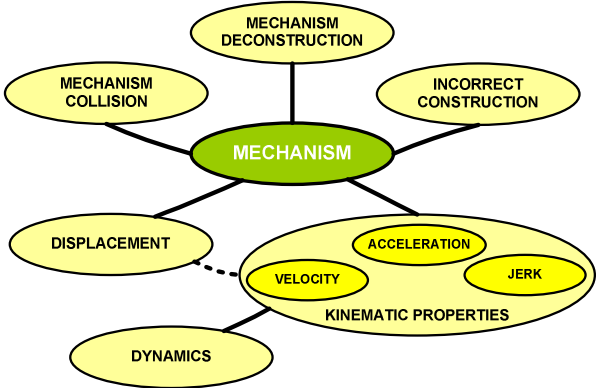 MECHANISM
DECONSTRUCTION
MECHANISM
COLLISION
INCORRECT
CONSTRUCTION
MECHANISM
DISPLACEMENT
ACCELERATION
VELOCITY
JERK
KINEMATIC PROPERTIES
DYNAMICS